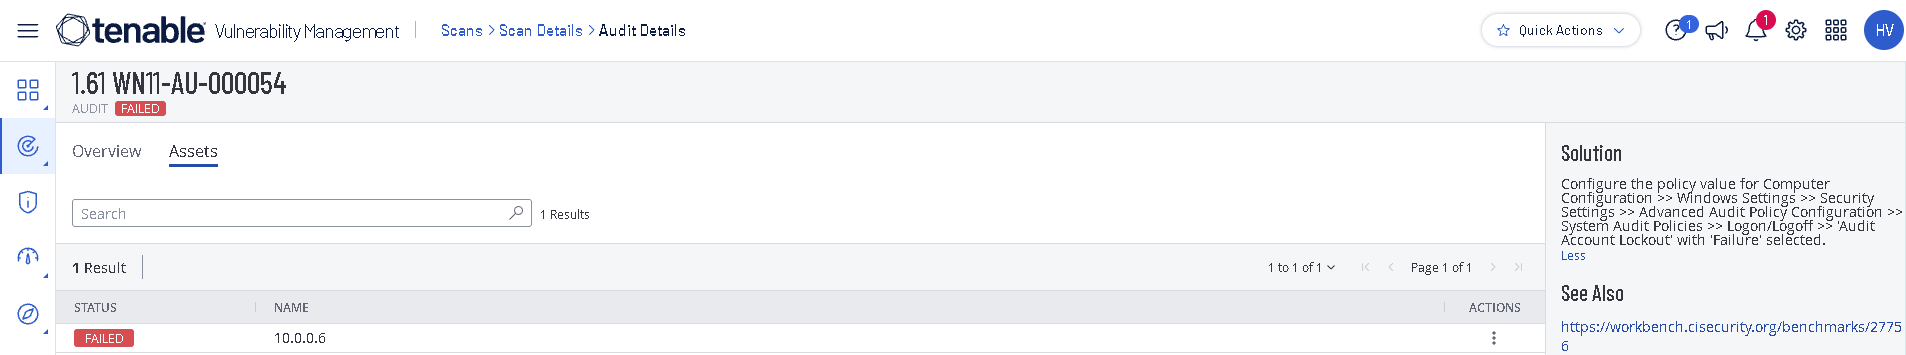 tenable Vulnerability Management Scans > Scan Details > Audit Details Quick Actions 1 1 HV
1.61 WN11-AU-000054
AUDIT FAILED
Overview Assets
Search 1 Results
1 Result 1 to 1 of 1 Page 1 of 1
STATUS NAME ACTIONS
FAILED 10.0.0.6
Solution
Configure the policy value for Computer
Configuration >> Windows Settings >> Security
Settings >> Advanced Audit Policy Configuration >>
System Audit Policies >> Logon/Logoff >> 'Audit
Account Lockout' with 'Failure' selected.
Less
See Also
https://workbench.cisecurity.org/benchmarks/2775
6